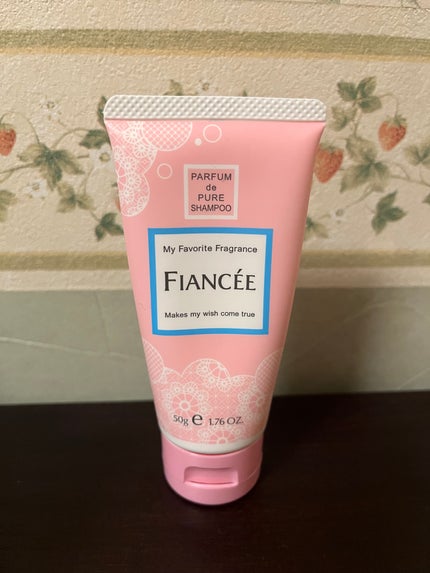 PARFUM
de
PURE
SHAMPOO
My Favorite Fragrance
FIANCÉE
Makes my wish come true
50g e 1.76 OZ.